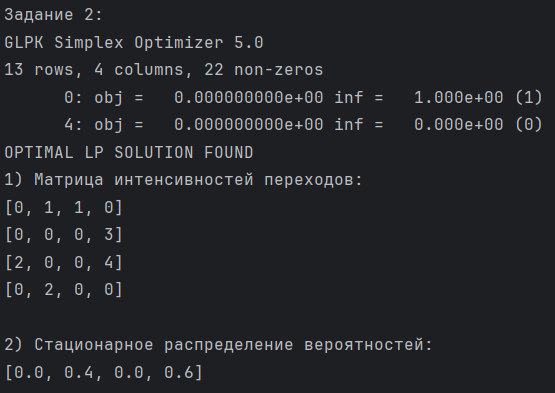 Задание 2:
GLPK Simplex Optimizer 5.0
13 rows, 4 columns, 22 non-zeros
      0: obj =   0.000000000e+00 inf =   1.000e+00 (1)
      4: obj =   0.000000000e+00 inf =   0.000e+00 (0)
OPTIMAL LP SOLUTION FOUND
1) Матрица интенсивностей переходов:
[0, 1, 1, 0]
[0, 0, 0, 3]
[2, 0, 0, 4]
[0, 2, 0, 0]
2) Стационарное распределение вероятностей:
[0.0, 0.4, 0.0, 0.6]